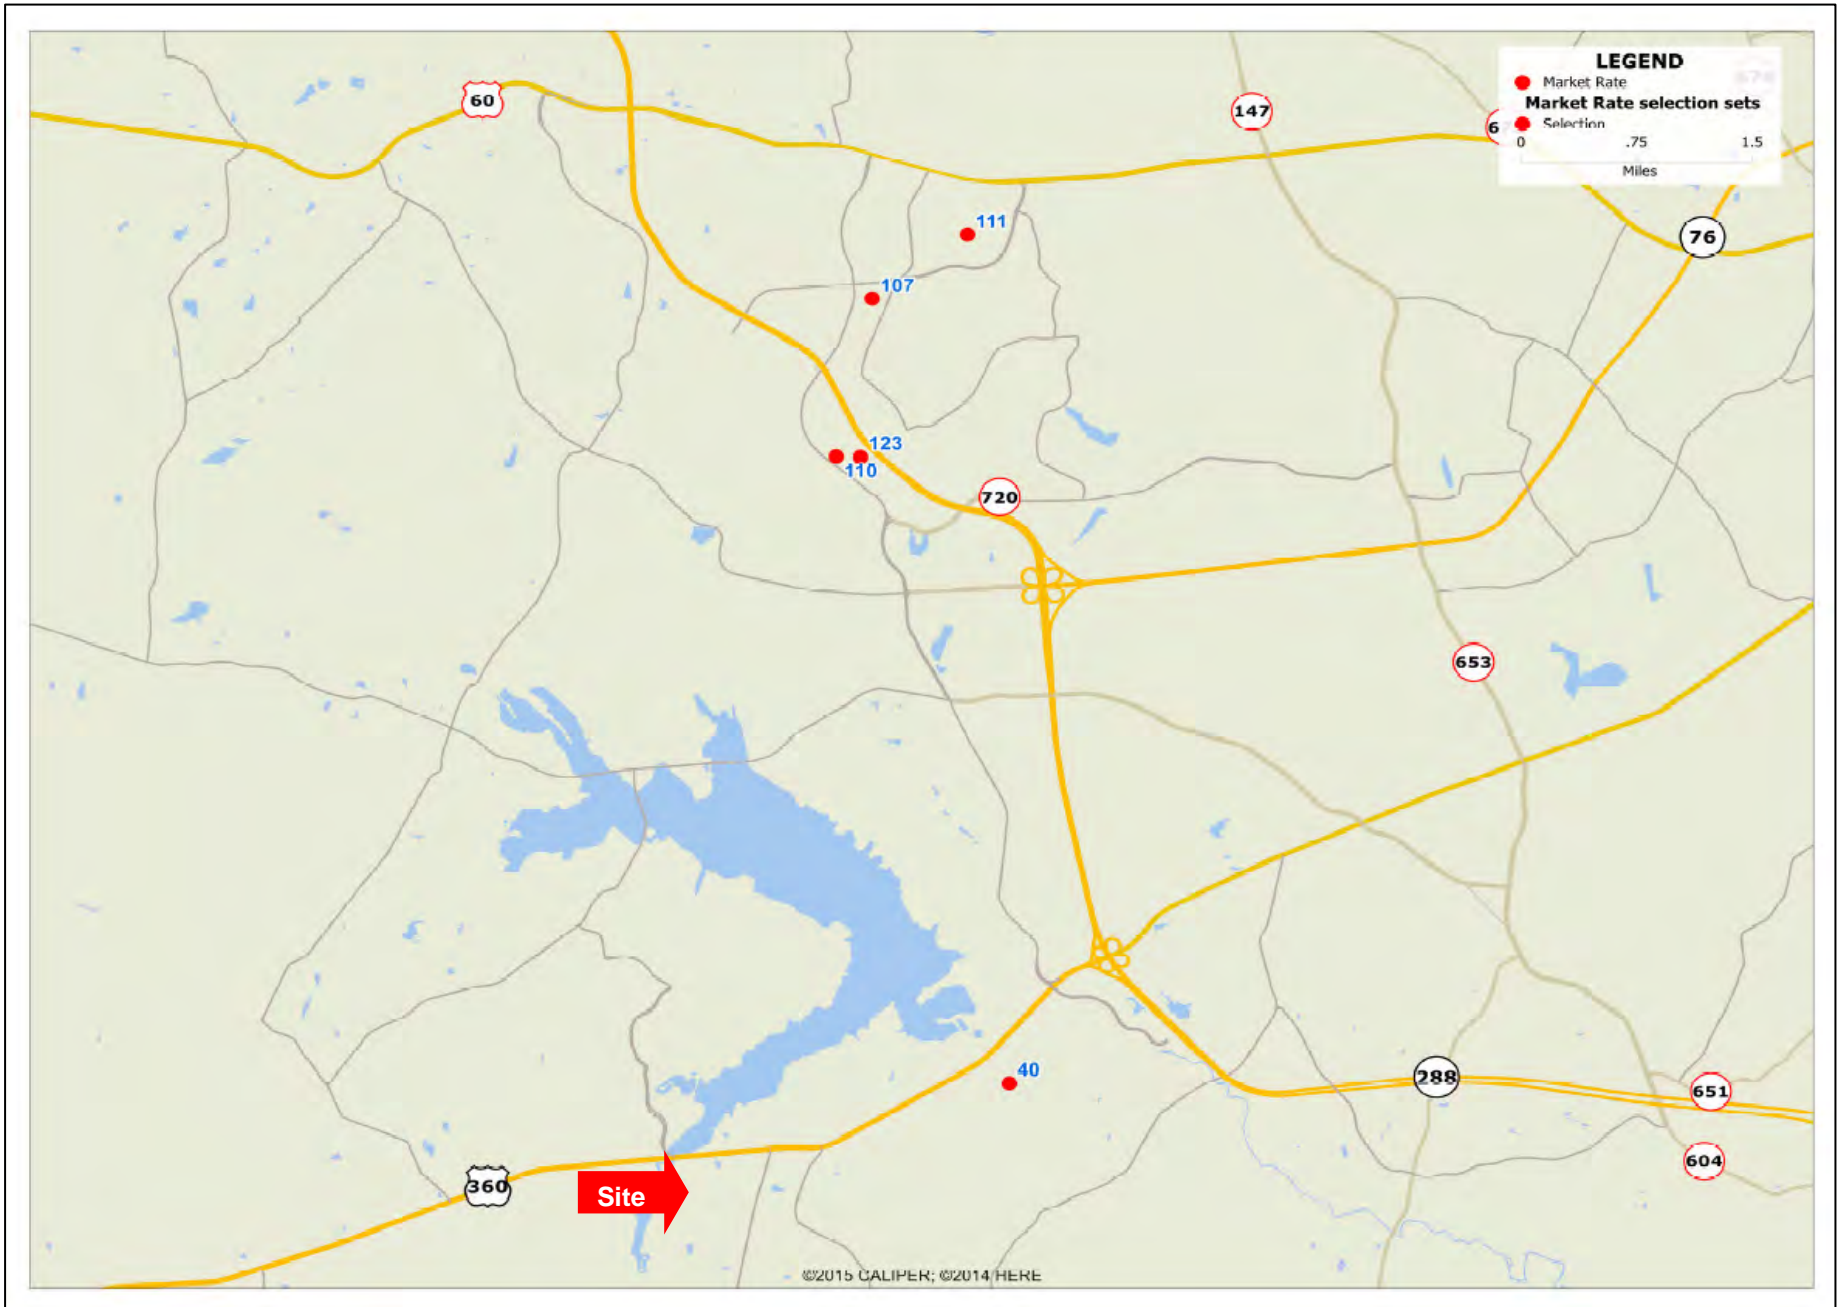 LEGEND
Market Rate
Market Rate selection sets
Selection
0 .75 1.5
Miles
60
147
76
111
107
123
110
720
653
40
288
651
604
360
Site
©2015 CALIPER; ©2014 HERE